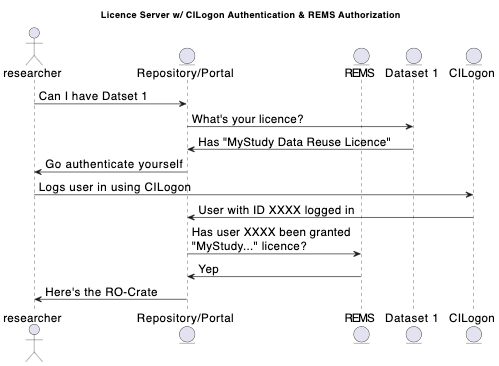 Licence Server w/ CILogon Authentication & REMS Authorization
researcher
Repository/Portal
REMS
Dataset 1
CILogon
Can I have Datset 1
What's your licence?
Has "MyStudy Data Reuse Licence"
Go authenticate yourself
Logs user in using CILogon
User with ID XXXX logged in
Has user XXXX been granted
"MyStudy..." licence?
Yep
Here's the RO-Crate
researcher
Repository/Portal
REMS
Dataset 1
CILogon